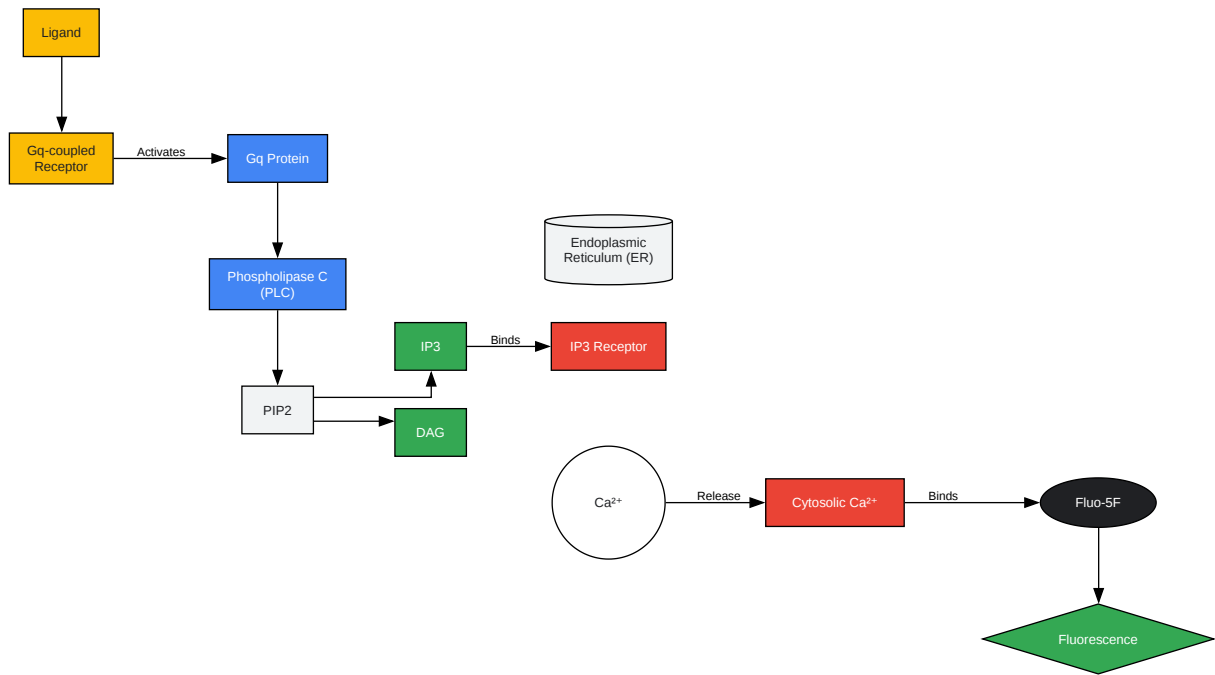 Ligand
Gq-coupled
Receptor
Activates
Gq Protein
Endoplasmic
Reticulum (ER)
Phospholipase C
(PLC)
IP3
Binds
IP3 Receptor
PIP2
DAG
Ca²⁺
Release
Cytosolic Ca²⁺
Binds
Fluo-5F
Fluorescence